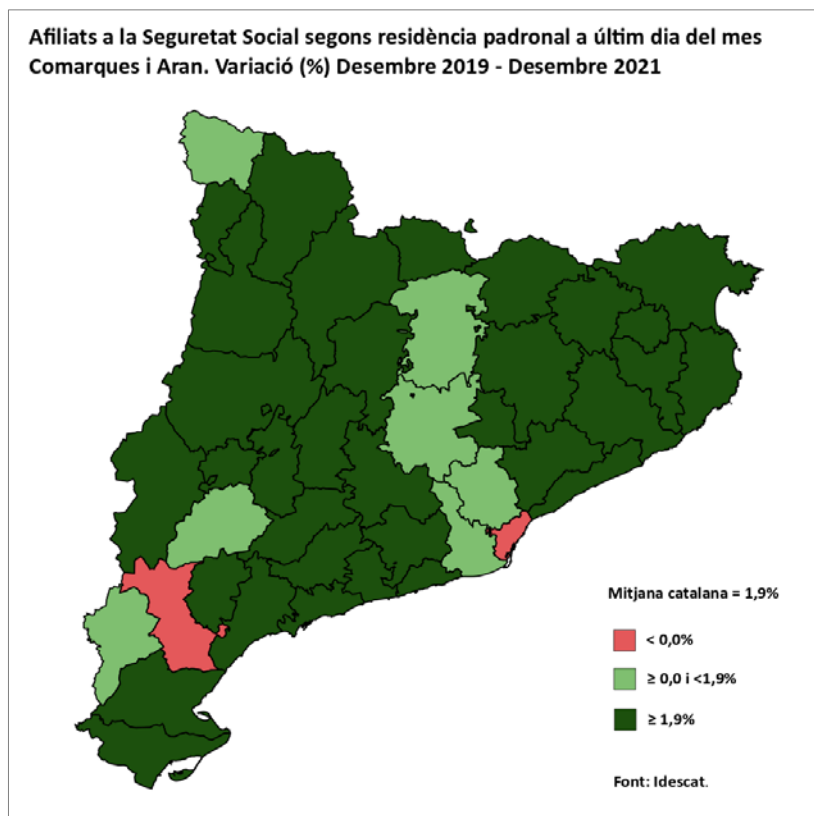 Afiliats a la Seguretat Social segons residència padronal a últim dia del mes
Comarques i Aran. Variació (%) Desembre 2019 - Desembre 2021
Mitjana catalana = 1,9%
< 0,0%
≥ 0,0 i <1,9%
≥ 1,9%
Font: Idescat.